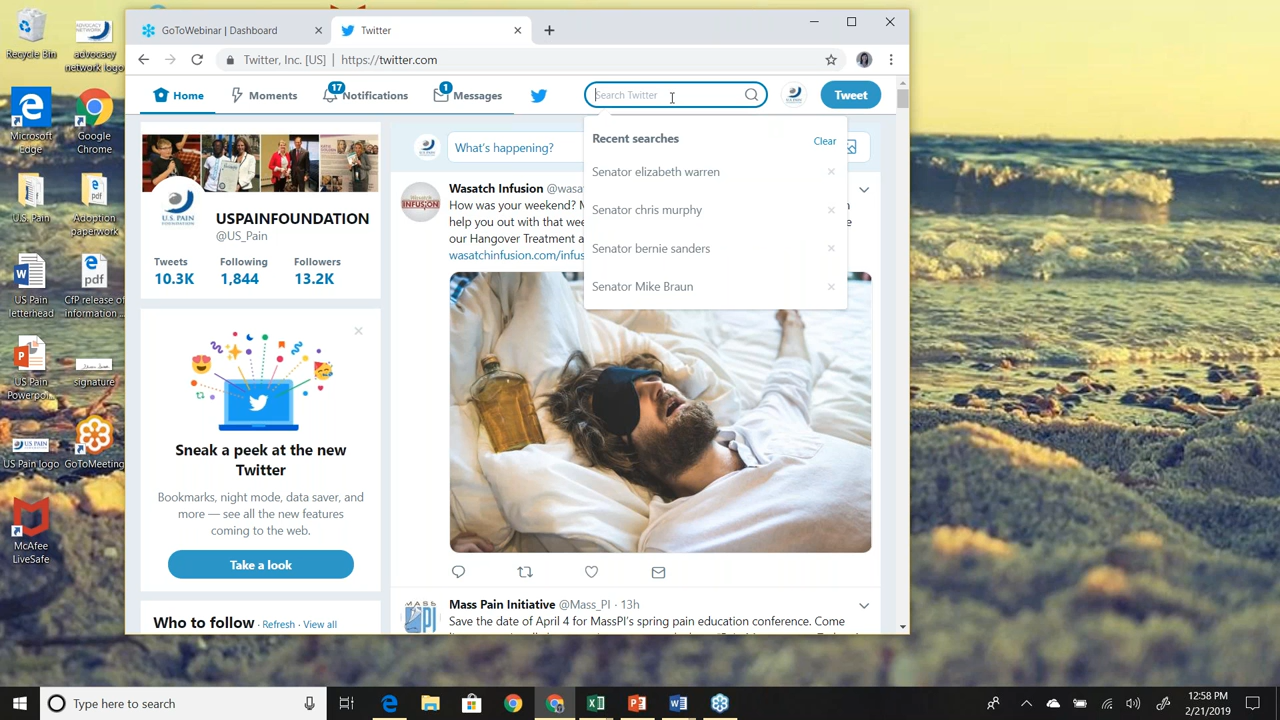 Recycle Bin
advocacy
network logo
Microsoft
Edge
Google
Chrome
U.S. Pain
Adoption
paperwork
US Pain
letterhead
CfP release of
information ...
US Pain
Powerpoi...
signature
US Pain logo
GoToMeeting
McAfee
LiveSafe
GoToWebinar | Dashboard
Twitter
Twitter, Inc. [US] | https://twitter.com
Home
Moments
17
Notifications
1
Messages
Search Twitter
Tweet
Recent searches
Clear
Senator elizabeth warren
Senator chris murphy
Senator bernie sanders
Senator Mike Braun
U.S. PAIN
FOUNDATION
USPAINFOUNDATION
@US_Pain
Tweets
Following
Followers
10.3K
1,844
13.2K
Sneak a peek at the new
Twitter
Bookmarks, night mode, data saver, and
more — see all the new features
coming to the web.
Take a look
Who to follow · Refresh · View all
What's happening?
INFUSION
Wasatch Infusion @wasa
How was your weekend? M
help you out with that wee
our Hangover Treatment a
wasatchinfusion.com/infus
MASS
PI
Mass Pain Initiative @Mass_PI · 13h
Save the date of April 4 for MassPI's spring pain education conference. Come
Type here to search
12:58 PM
2/21/2019